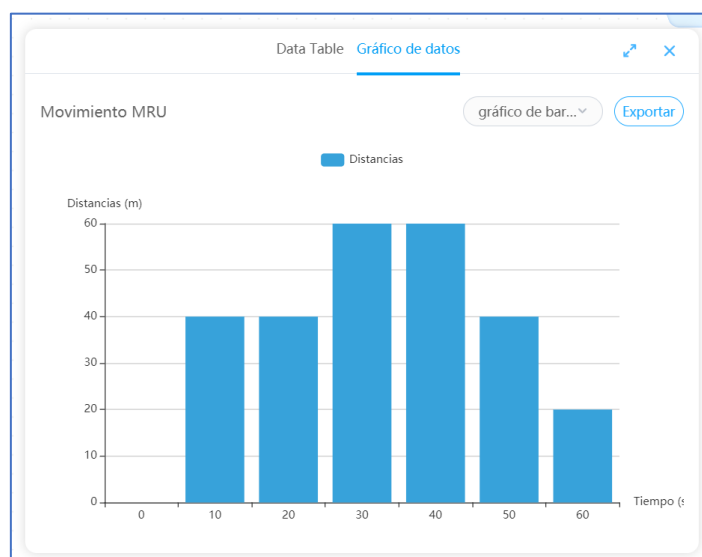 Data Table Gráfico de datos
Movimiento MRU
gráfico de bar...
Exportar
Distancias
Distancias (m)
60
50
40
30
20
10
0
0 10 20 30 40 50 60
Tiempo (s